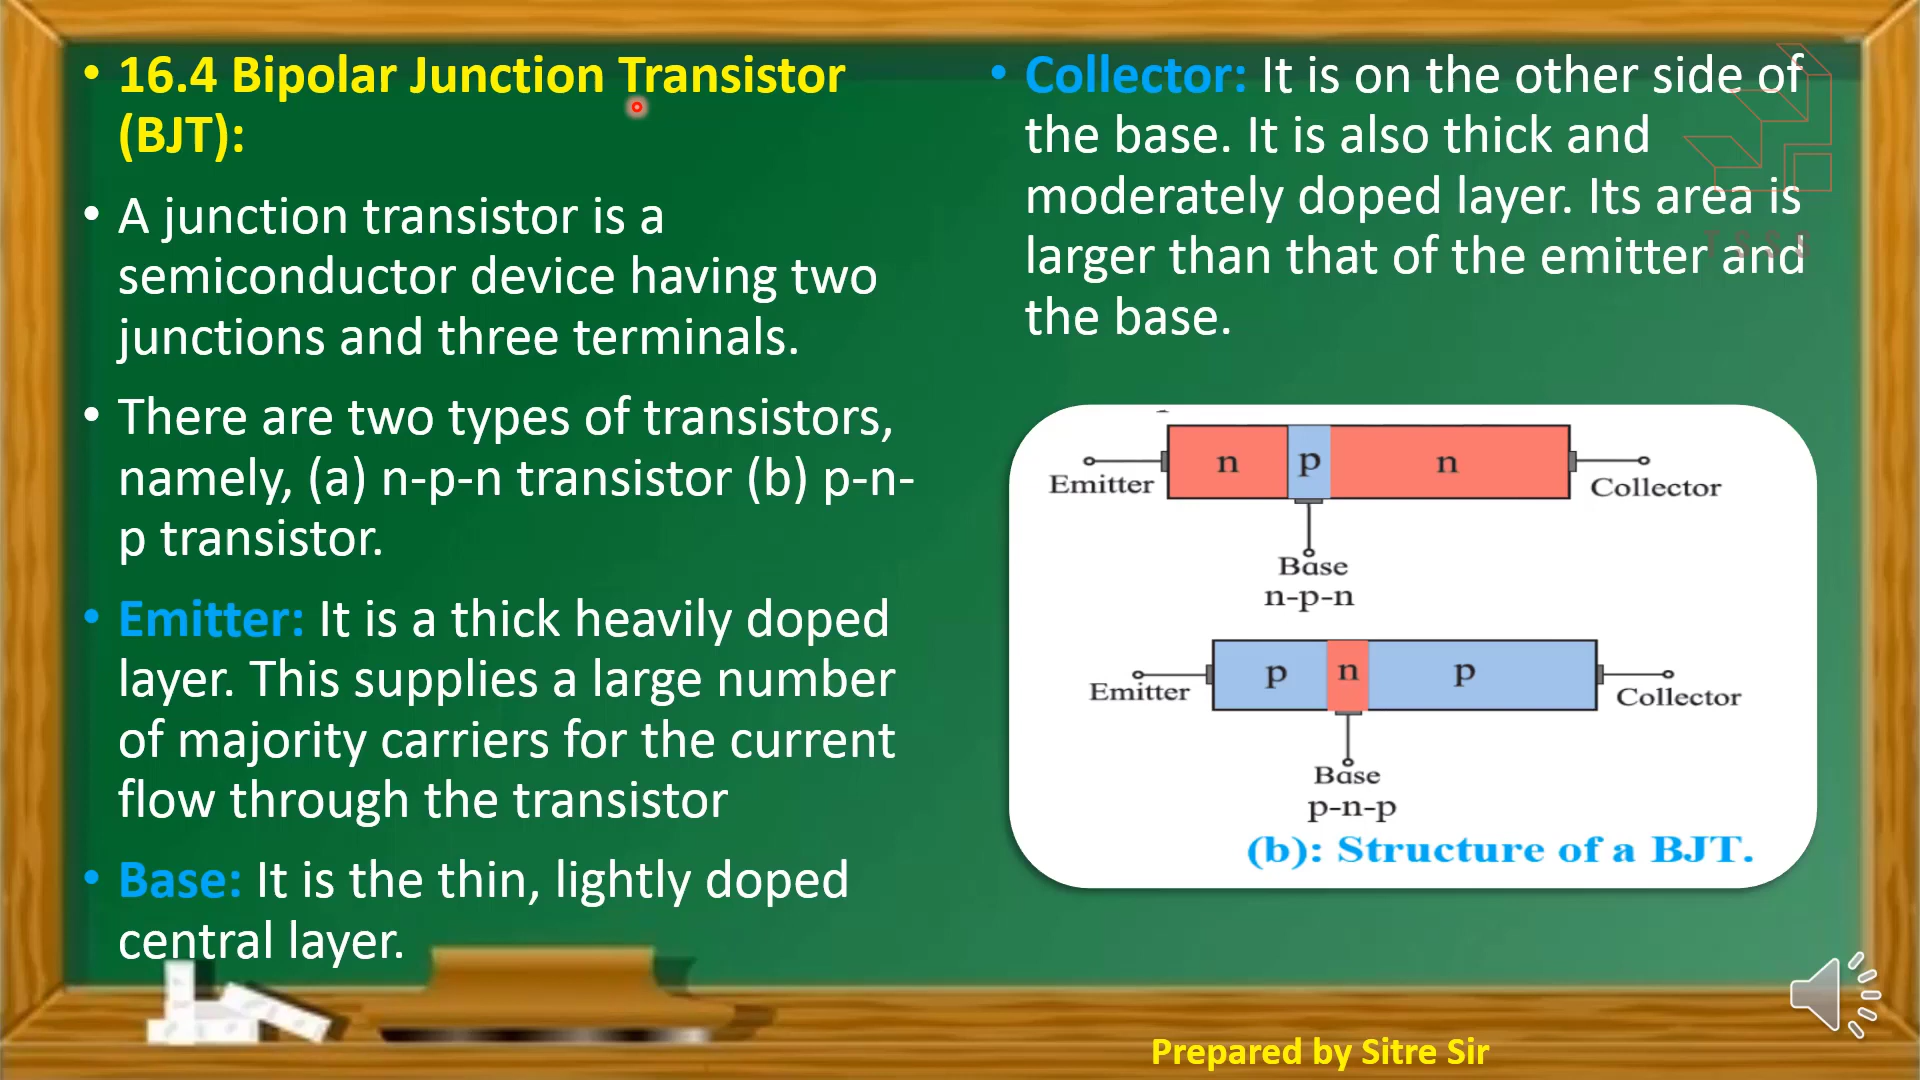 • 16.4 Bipolar Junction Transistor
(BJT):
• A junction transistor is a
semiconductor device having two
junctions and three terminals.
• There are two types of transistors,
namely, (a) n-p-n transistor (b) p-n-
p transistor.
• Emitter: It is a thick heavily doped
layer. This supplies a large number
of majority carriers for the current
flow through the transistor
• Base: It is the thin, lightly doped
central layer.
• Collector: It is on the other side of
the base. It is also thick and
moderately doped layer. Its area is
larger than that of the emitter and
the base.
n p n
Emitter
Collector
Base
n-p-n
p n p
Emitter
Collector
Base
p-n-p
(b): Structure of a BJT.
Prepared by Sitre Sir